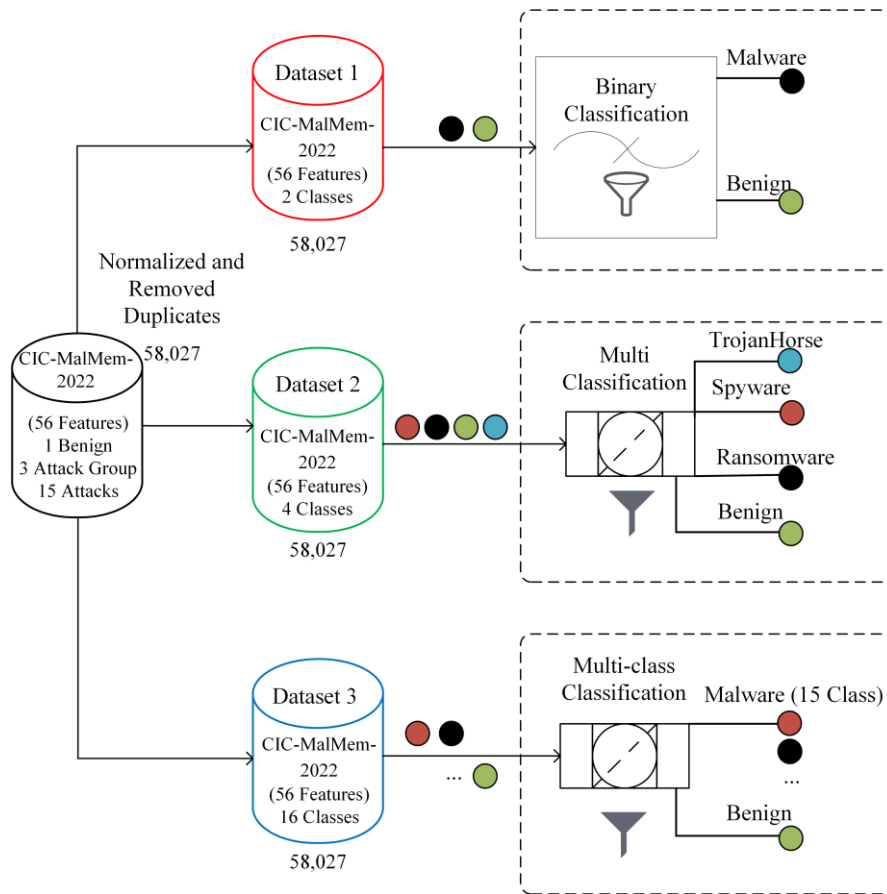 Dataset 1
CIC-MalMem-
2022
(56 Features)
2 Classes
58,027
Binary
Classification
Malware
Benign
Normalized and
Removed
Duplicates
58,027
CIC-MalMem-
2022
(56 Features)
1 Benign
3 Attack Group
15 Attacks
Dataset 2
CIC-MalMem-
2022
(56 Features)
4 Classes
58,027
Multi
Classification
TrojanHorse
Spyware
Ransomware
Benign
Dataset 3
CIC-MalMem-
2022
(56 Features)
16 Classes
58,027
...
Multi-class
Classification
Malware (15 Class)
...
Benign